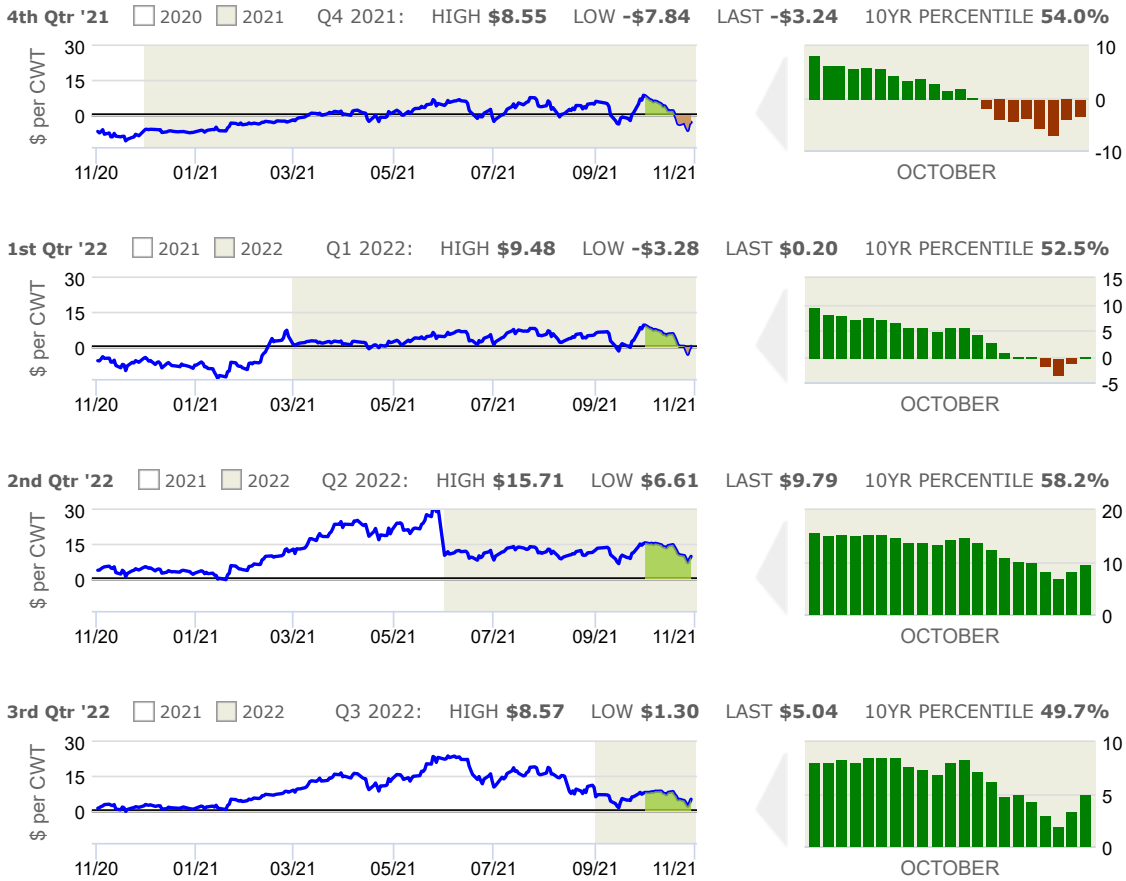 4th Qtr '21 2020 2021 Q4 2021: HIGH $8.55 LOW -$7.84 LAST -$3.24 10YR PERCENTILE 54.0%
$ per CWT
30
15
0
11/20 01/21 03/21 05/21 07/21 09/21 11/21
10
0
-10
OCTOBER
1st Qtr '22 2021 2022 Q1 2022: HIGH $9.48 LOW -$3.28 LAST $0.20 10YR PERCENTILE 52.5%
$ per CWT
30
15
0
11/20 01/21 03/21 05/21 07/21 09/21 11/21
15
10
5
0
-5
OCTOBER
2nd Qtr '22 2021 2022 Q2 2022: HIGH $15.71 LOW $6.61 LAST $9.79 10YR PERCENTILE 58.2%
$ per CWT
30
15
0
11/20 01/21 03/21 05/21 07/21 09/21 11/21
20
10
0
OCTOBER
3rd Qtr '22 2021 2022 Q3 2022: HIGH $8.57 LOW $1.30 LAST $5.04 10YR PERCENTILE 49.7%
$ per CWT
30
15
0
11/20 01/21 03/21 05/21 07/21 09/21 11/21
10
5
0
OCTOBER